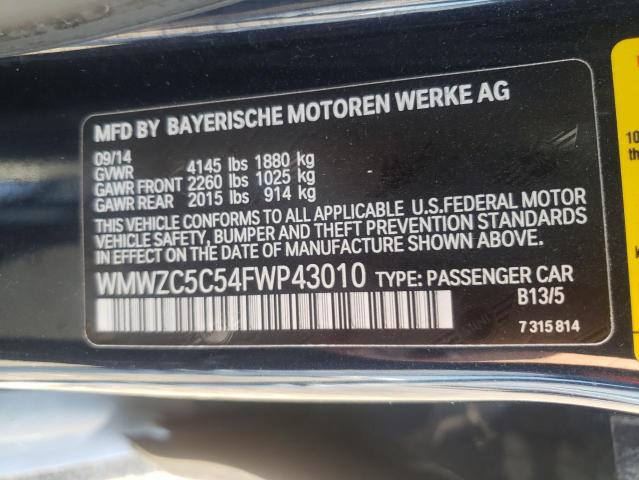 MFD BY BAYERISCHE MOTOREN WERKE AG
09/14
GVWR 4145 lbs 1880 kg
GAWR FRONT 2260 lbs 1025 kg
GAWR REAR 2015 lbs 914 kg
THIS VEHICLE CONFORMS TO ALL APPLICABLE U.S.FEDERAL MOTOR
VEHICLE SAFETY, BUMPER AND THEFT PREVENTION STANDARDS
IN EFFECT ON THE DATE OF MANUFACTURE SHOWN ABOVE.
WMWZC5C54FWP43010 TYPE: PASSENGER CAR
B13/5
7 315 814
10
th